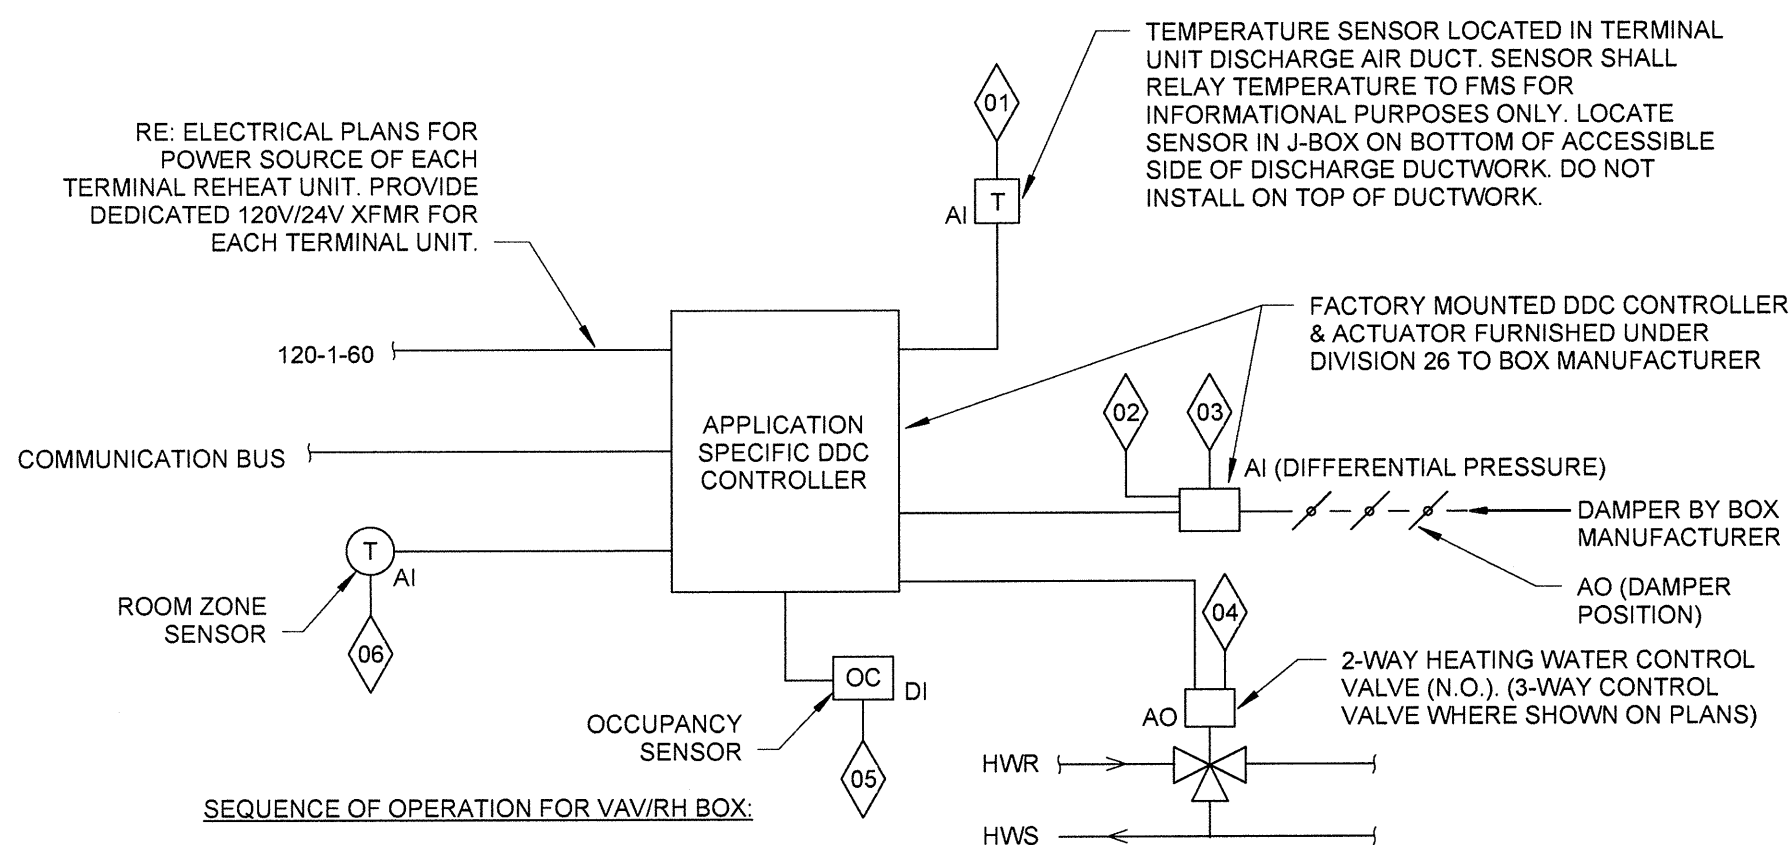 TEMPERATURE SENSOR LOCATED IN TERMINAL
UNIT DISCHARGE AIR DUCT. SENSOR SHALL
RELAY TEMPERATURE TO FMS FOR
INFORMATIONAL PURPOSES ONLY. LOCATE
SENSOR IN J-BOX ON BOTTOM OF ACCESSIBLE
SIDE OF DISCHARGE DUCTWORK. DO NOT
INSTALL ON TOP OF DUCTWORK.
01
T
AI
RE: ELECTRICAL PLANS FOR
POWER SOURCE OF EACH
TERMINAL REHEAT UNIT. PROVIDE
DEDICATED 120V/24V XFMR FOR
EACH TERMINAL UNIT.
120-1-60
COMMUNICATION BUS
APPLICATION
SPECIFIC DDC
CONTROLLER
FACTORY MOUNTED DDC CONTROLLER
& ACTUATOR FURNISHED UNDER
DIVISION 26 TO BOX MANUFACTURER
02
03
AI (DIFFERENTIAL PRESSURE)
DAMPER BY BOX
MANUFACTURER
AO (DAMPER
POSITION)
T
AI
ROOM ZONE
SENSOR
06
OC
DI
OCCUPANCY
SENSOR
05
04
2-WAY HEATING WATER CONTROL
VALVE (N.O.). (3-WAY CONTROL
VALVE WHERE SHOWN ON PLANS)
AO
HWR
HWS
SEQUENCE OF OPERATION FOR VAV/RH BOX: